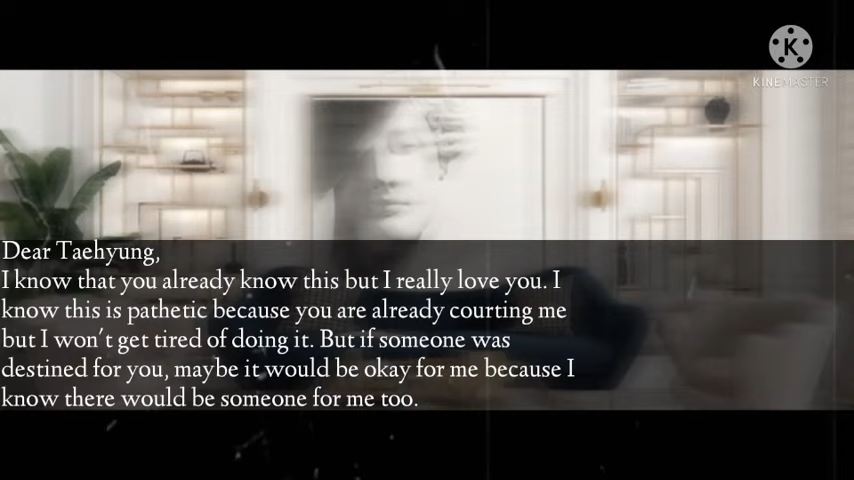 KINEMASTER
Dear Taehyung,
I know that you already know this but I really love you. I
know this is pathetic because you are already courting me
but I won't get tired of doing it. But if someone was
destined for you, maybe it would be okay for me because I
know there would be someone for me too.